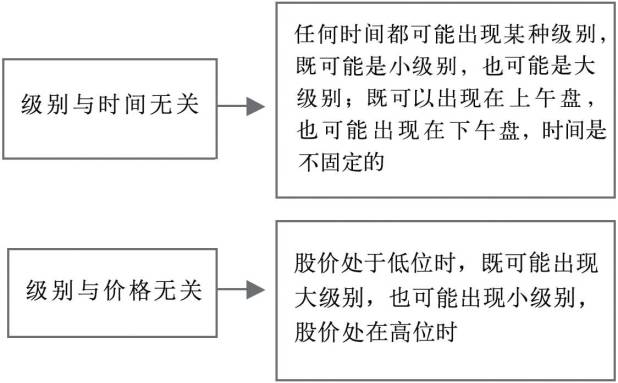 级别与时间无关
任何时间都可能出现某种级别，
既可能是小级别，也可能是大
级别；既可以出现在上午盘，
也可能出现在下午盘，时间是
不固定的
级别与价格无关
股价处于低位时，既可能出现
大级别，也可能出现小级别，
股价处在高位时